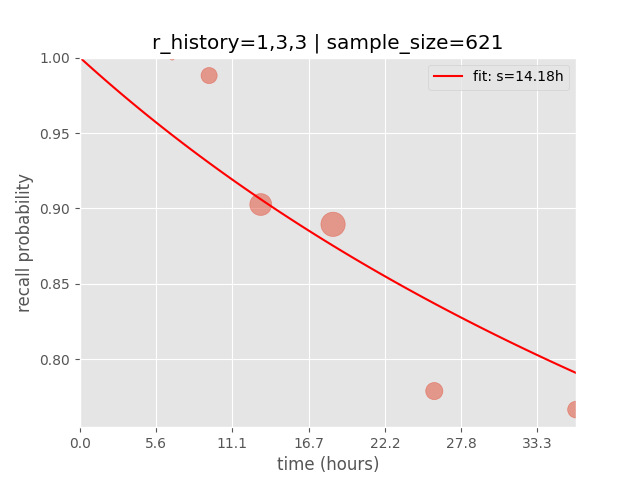 r_history=1,3,3 | sample_size=621
fit: s=14.18h
1.00
0.95
0.90
0.85
0.80
recall probability
0.0 5.6 11.1 16.7 22.2 27.8 33.3
time (hours)